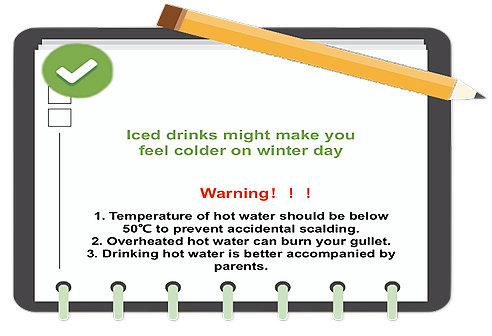 Iced drinks might make you
feel colder on winter day
Warning！！！
1. Temperature of hot water should be below
50℃ to prevent accidental scalding.
2. Overheated hot water can burn your gullet.
3. Drinking hot water is better accompanied by
parents.